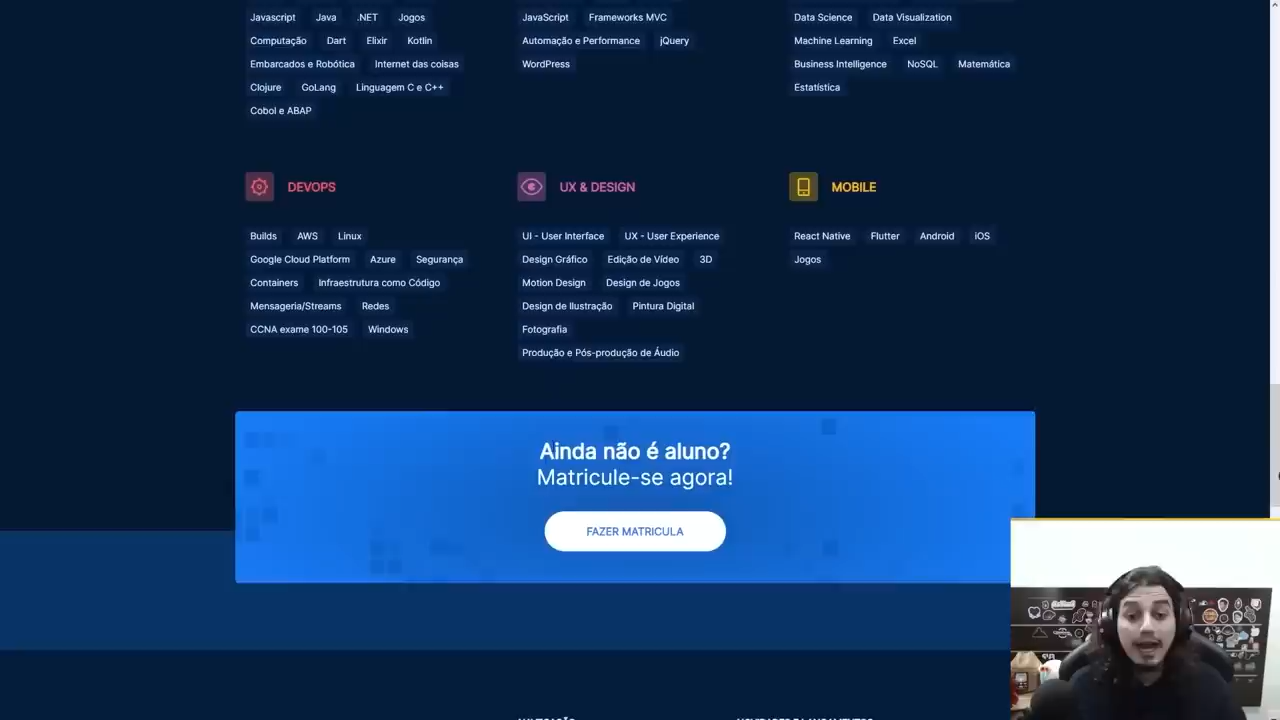 Javascript Java .NET Jogos
Computação Dart Elixir Kotlin
Embarcados e Robótica Internet das coisas
Clojure GoLang Linguagem C e C++
Cobol e ABAP
JavaScript Frameworks MVC
Automação e Performance jQuery
WordPress
Data Science Data Visualization
Machine Learning Excel
Business Intelligence NoSQL Matemática
Estatística
DEVOPS
Builds AWS Linux
Google Cloud Platform Azure Segurança
Containers Infraestrutura como Código
Mensageria/Streams Redes
CCNA exame 100-105 Windows
UX & DESIGN
UI - User Interface UX - User Experience
Design Gráfico Edição de Vídeo 3D
Motion Design Design de Jogos
Design de Ilustração Pintura Digital
Fotografia
Produção e Pós-produção de Áudio
MOBILE
React Native Flutter Android iOS
Jogos
Ainda não é aluno?
Matricule-se agora!
FAZER MATRICULA